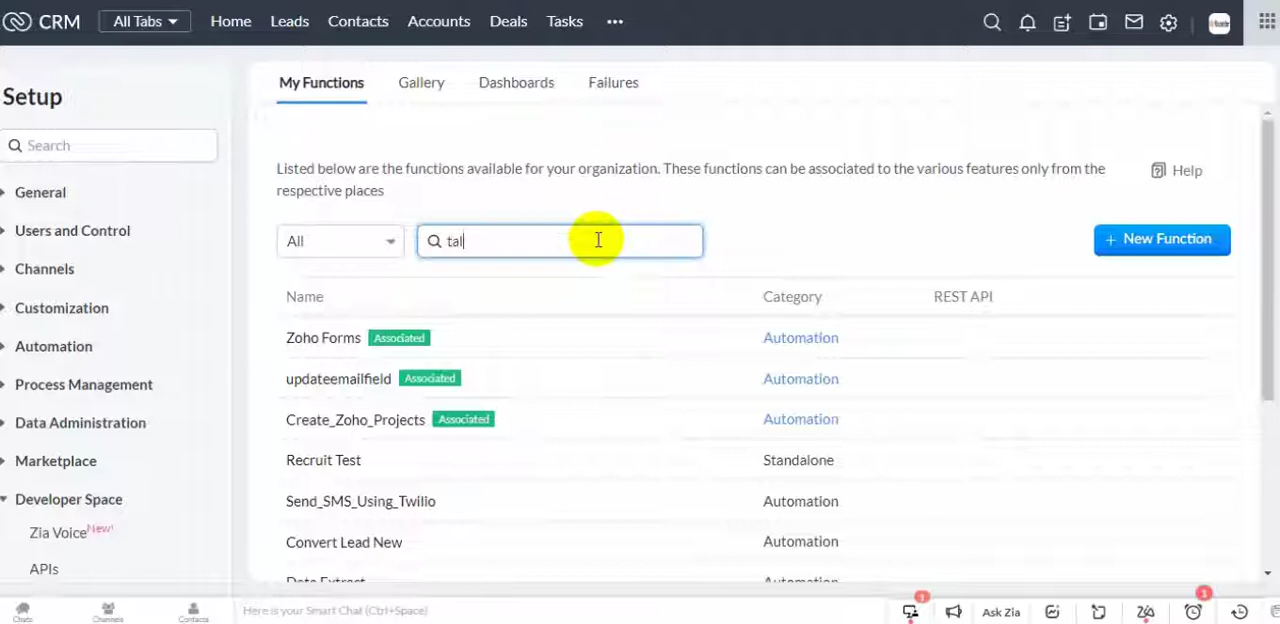 CRM
All Tabs
Home
Leads
Contacts
Accounts
Deals
Tasks
Setup
Search
General
Users and Control
Channels
Customization
Automation
Process Management
Data Administration
Marketplace
Developer Space
Zia Voice New!
APIs
My Functions
Gallery
Dashboards
Failures
Listed below are the functions available for your organization. These functions can be associated to the various features only from the
respective places
Help
All
tal
+ New Function
Name Category REST API
Zoho Forms Associated Automation
updateemailfield Associated Automation
Create_Zoho_Projects Associated Automation
Recruit Test Standalone
Send_SMS_Using_Twilio Automation
Convert Lead New Automation
Data Extract Automation
Chats
Channels
Contacts
Here is your Smart Chat (Ctrl+Space)
1
Ask Zia
3